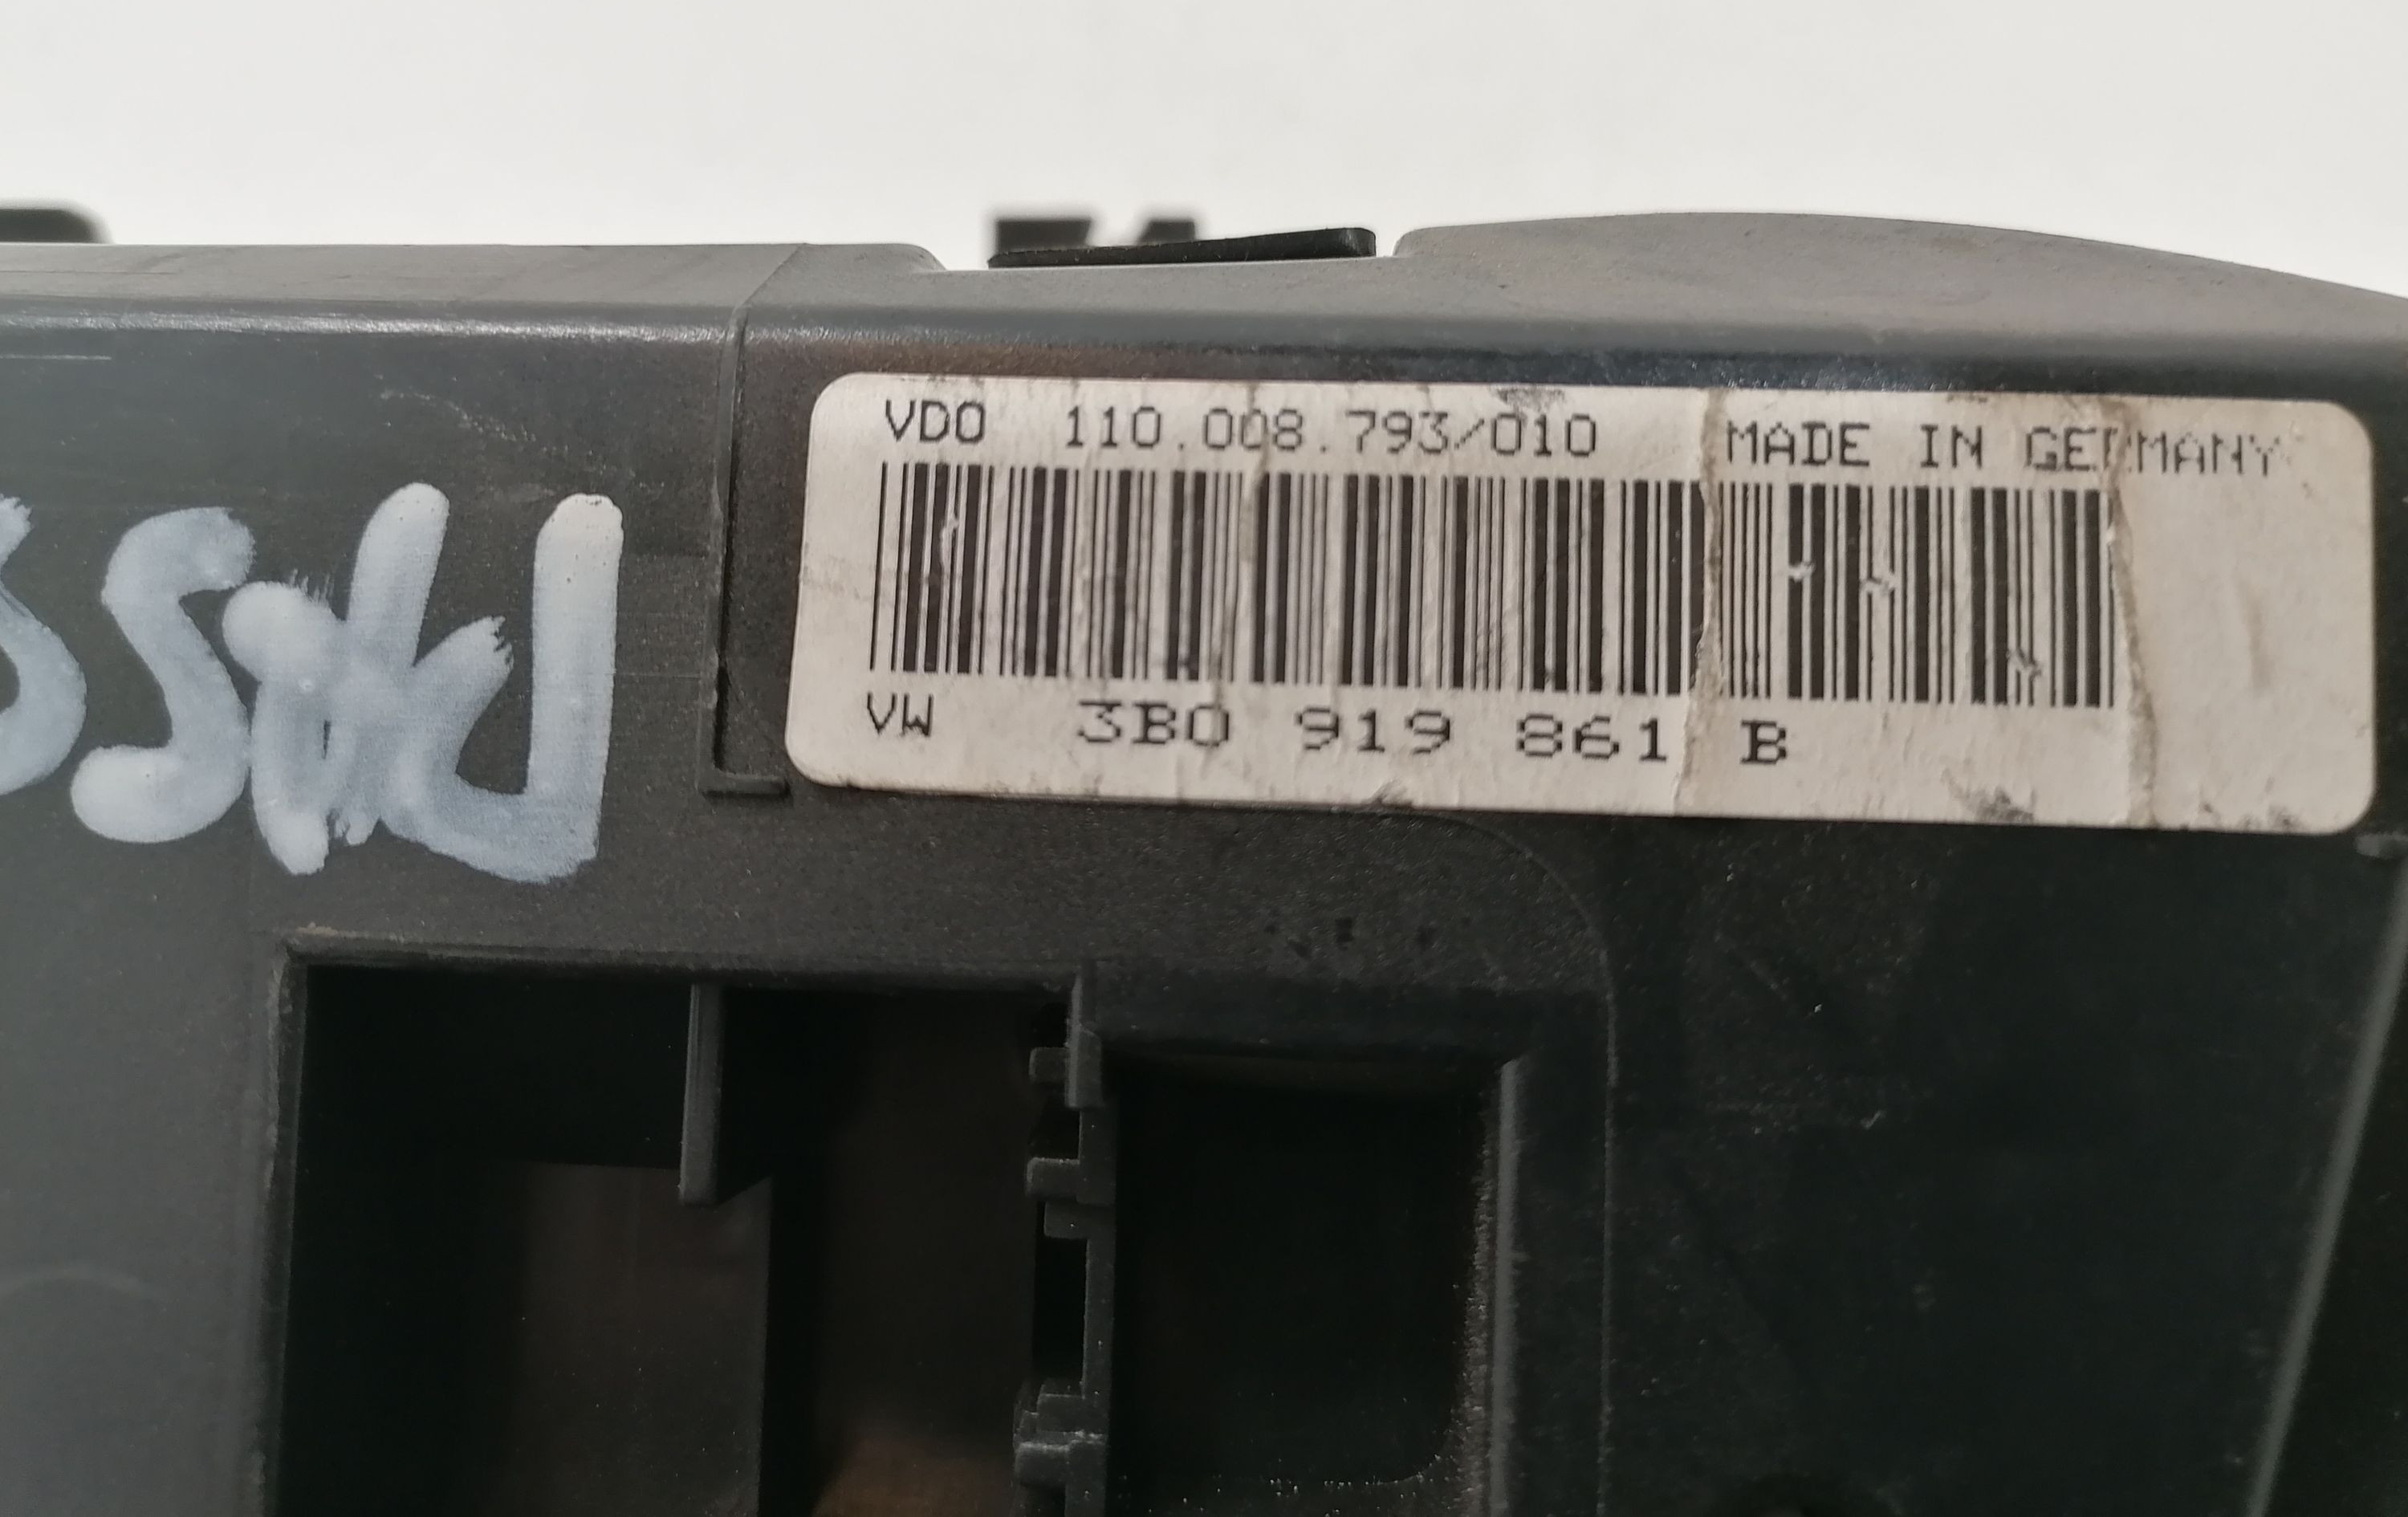 VDO 110.008.793/010 MADE IN GERMANY
VW 3B0 919 861 B